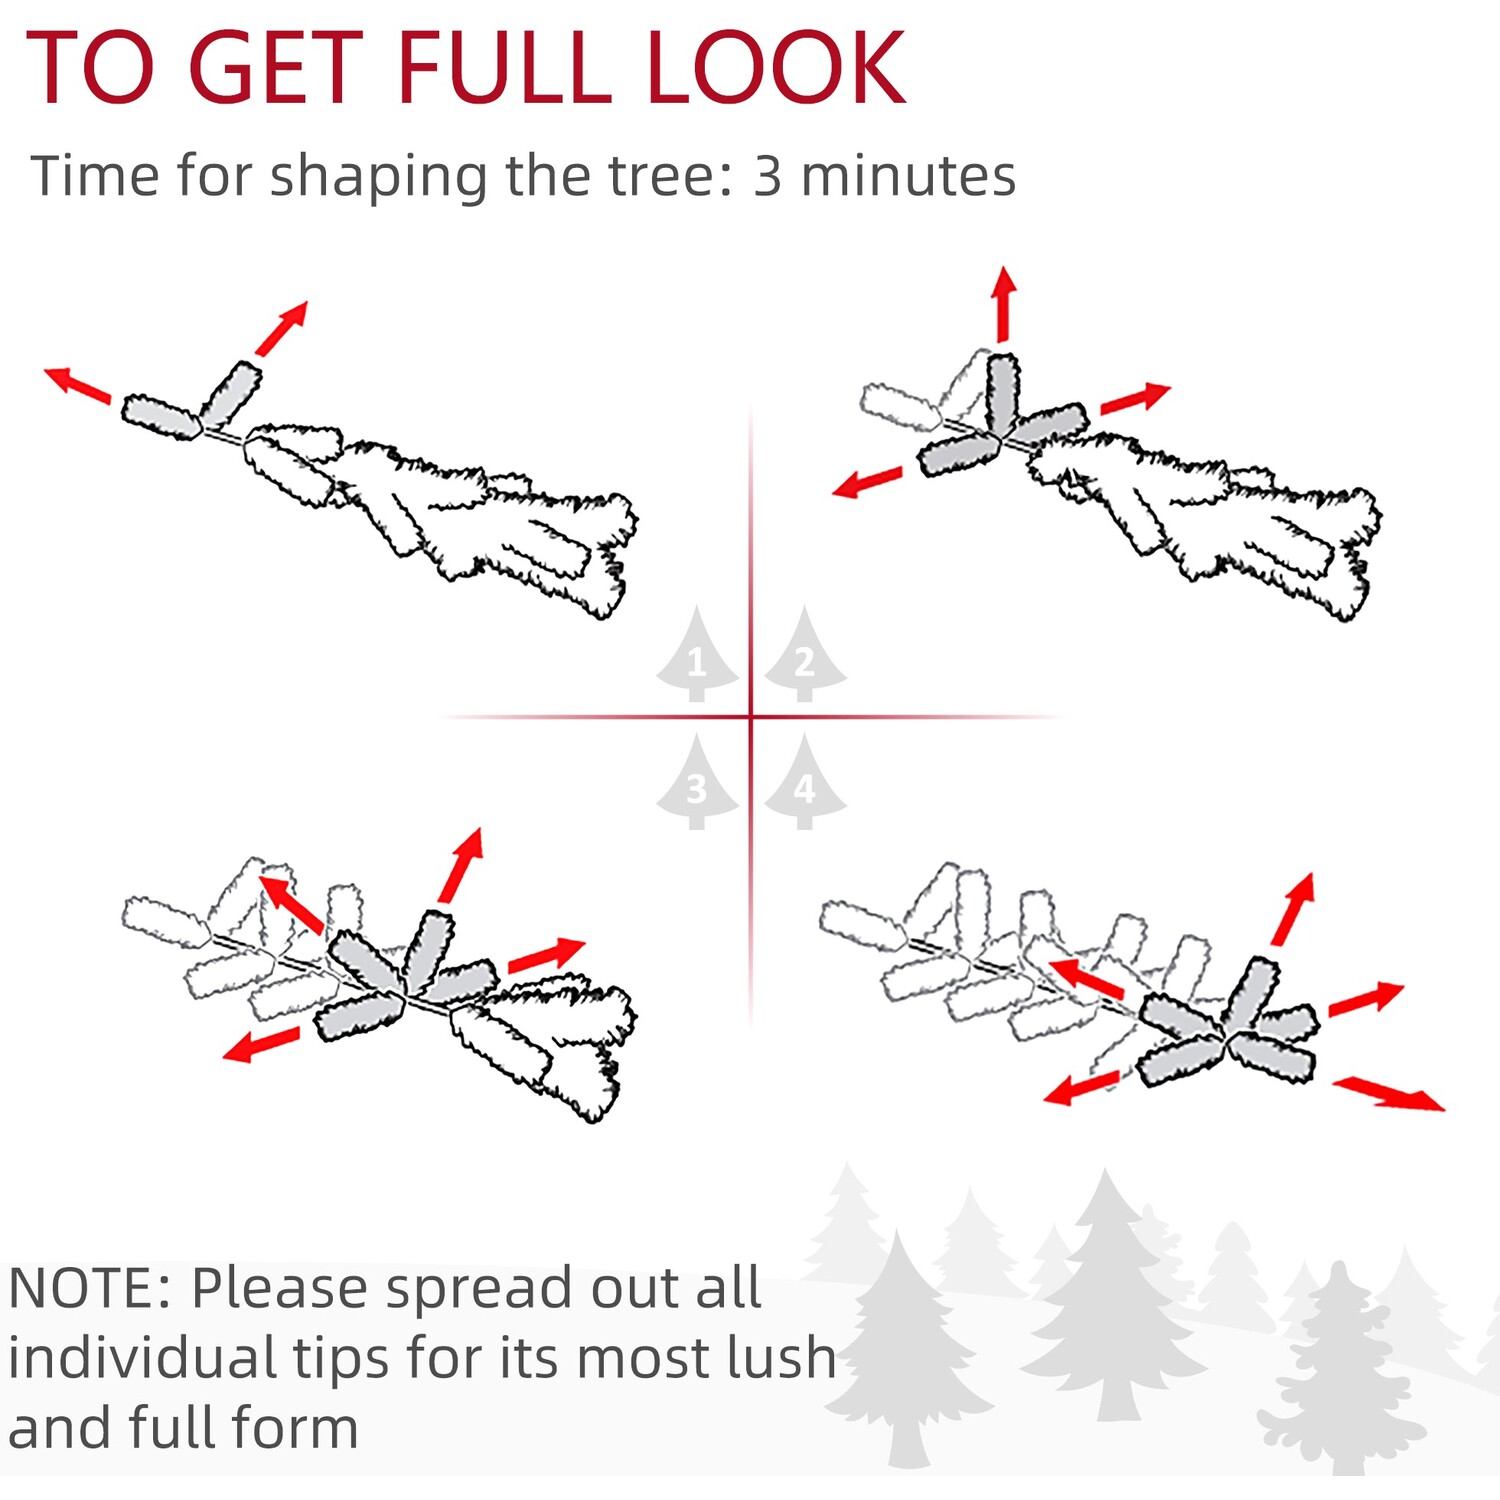 TO GET FULL LOOK
Time for shaping the tree: 3 minutes
1
2
3
4
NOTE: Please spread out all
individual tips for its most lush
and full form